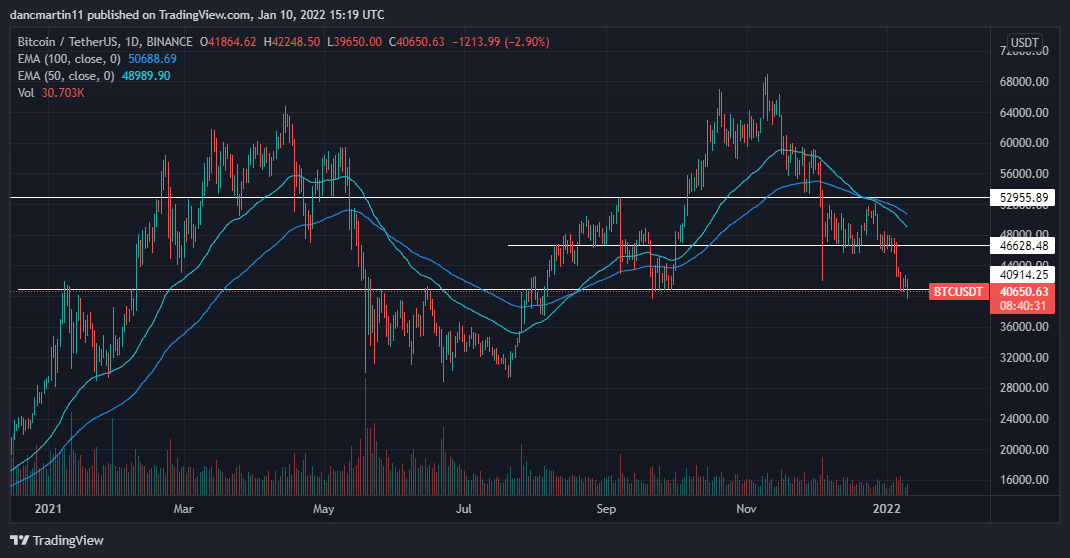 dancmartin11 published on TradingView.com, Jan 10, 2022 15:19 UTC
Bitcoin / TetherUS, 1D, BINANCE O41864.62 H42248.50 L39650.00 C40650.63 −1213.99 (−2.90%)
EMA (100, close, 0) 50688.69
EMA (50, close, 0) 48989.90
Vol 30.703K
USDT
72000.00
68000.00
64000.00
60000.00
56000.00
52955.89
52000.00
48000.00
46628.48
44000.00
40914.25
BTCUSDT 40650.63
08:40:31
36000.00
32000.00
28000.00
24000.00
20000.00
16000.00
2021 Mar May Jul Sep Nov 2022
TradingView